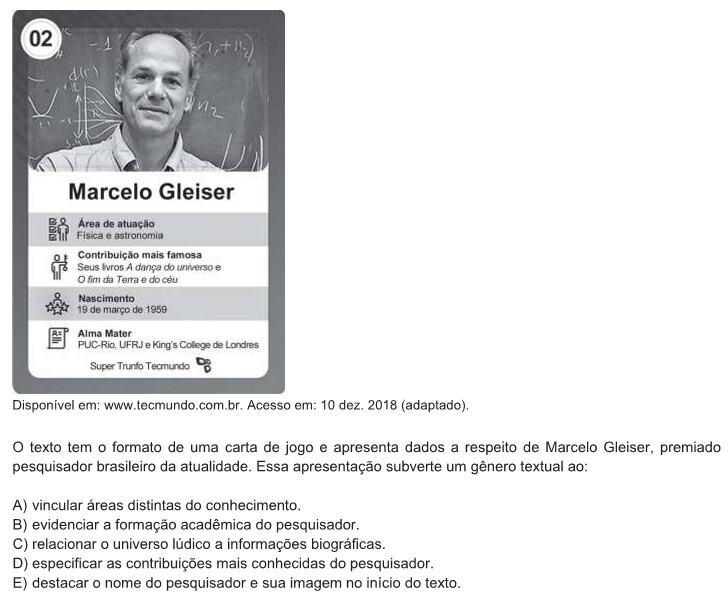 02
-1
d(r)
n₂
Marcelo Gleiser
Área de atuação
Física e astronomia
Contribuição mais famosa
Seus livros A dança do universo e
O fim da Terra e do céu
Nascimento
19 de março de 1959
Alma Mater
PUC-Rio, UFRJ e King's College de Londres
Super Trunfo Tecmundo
Disponível em: www.tecmundo.com.br. Acesso em: 10 dez. 2018 (adaptado).
O texto tem o formato de uma carta de jogo e apresenta dados a respeito de Marcelo Gleiser, premiado
pesquisador brasileiro da atualidade. Essa apresentação subverte um gênero textual ao:
A) vincular áreas distintas do conhecimento.
B) evidenciar a formação acadêmica do pesquisador.
C) relacionar o universo lúdico a informações biográficas.
D) especificar as contribuições mais conhecidas do pesquisador.
E) destacar o nome do pesquisador e sua imagem no início do texto.